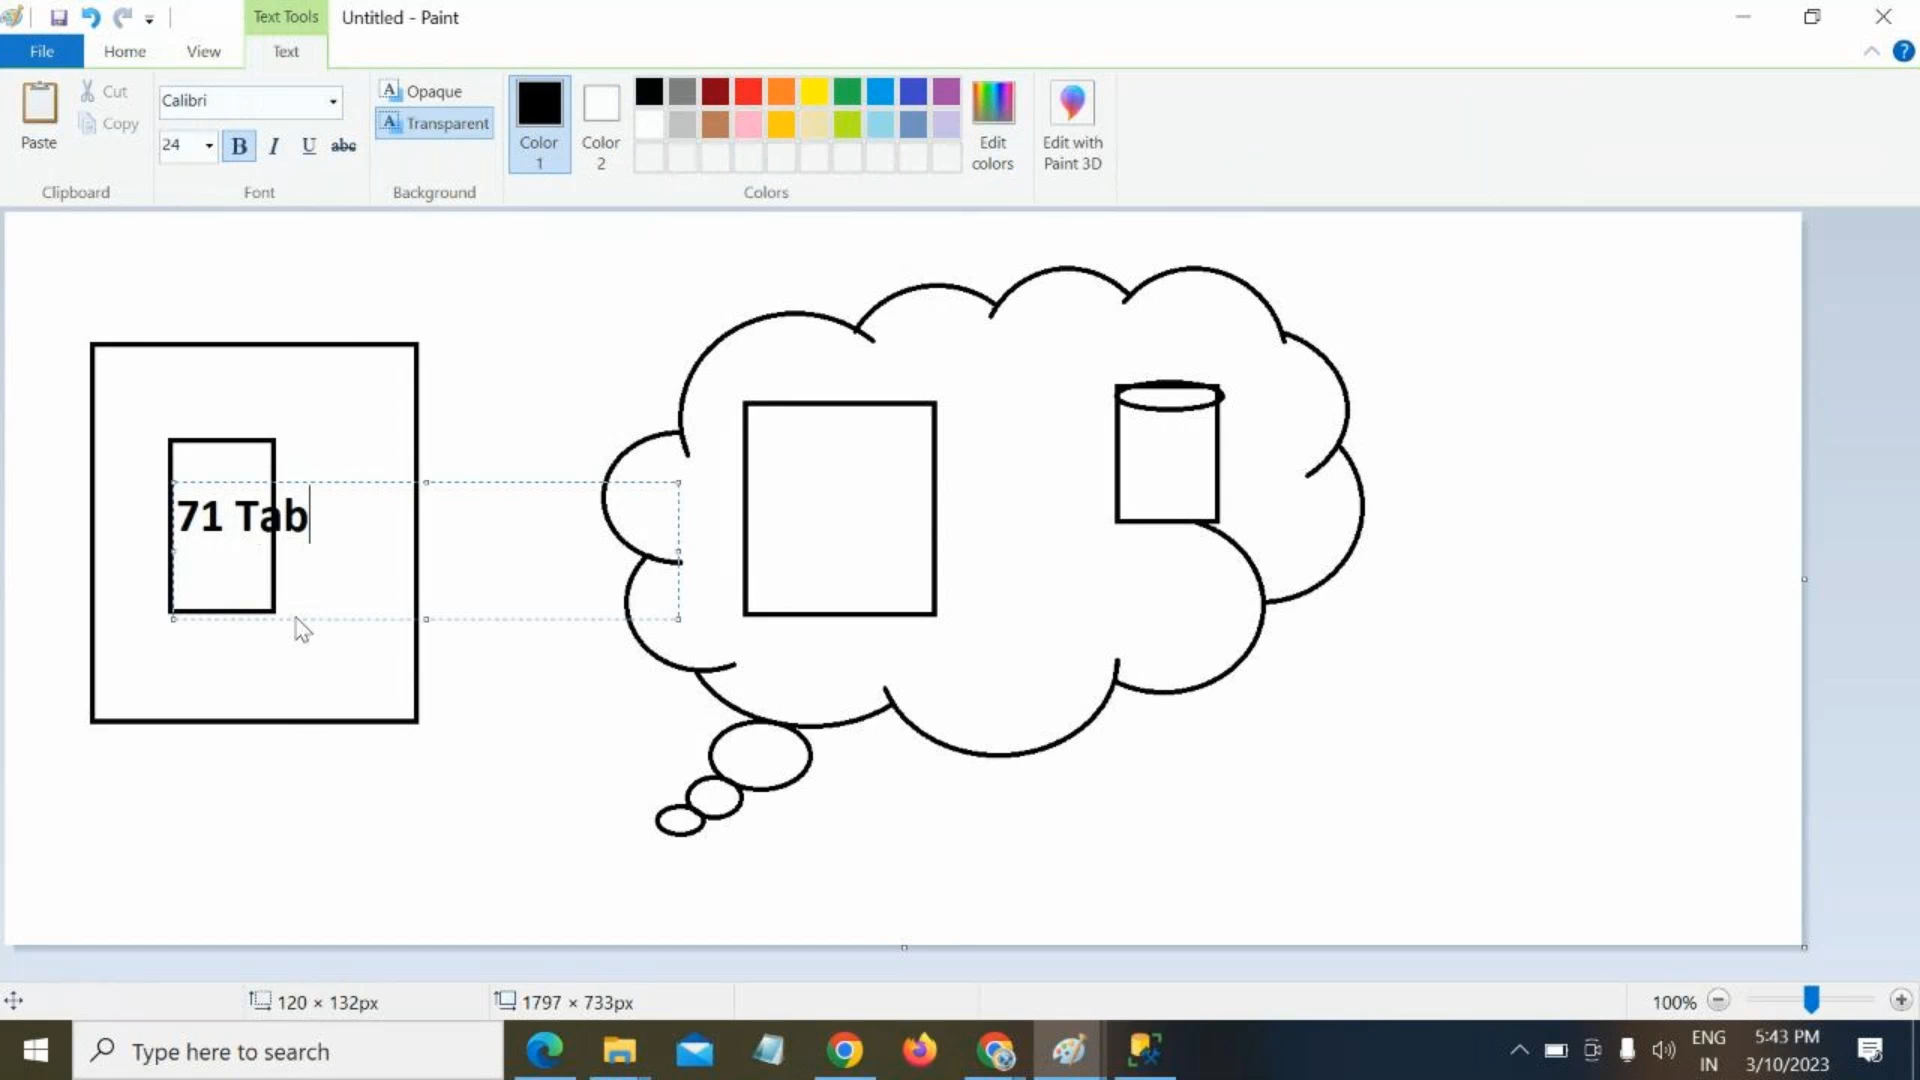 Text Tools
Untitled - Paint
File
Home
View
Text
Paste
Cut
Copy
Clipboard
Calibri
24
B
I
U
abc
Font
A Opaque
A Transparent
Background
Color 1
Color 2
Edit colors
Edit with Paint 3D
Colors
?
71 Tab
120 × 132px
1797 × 733px
100%
Type here to search
ENG
IN
5:43 PM
3/10/2023